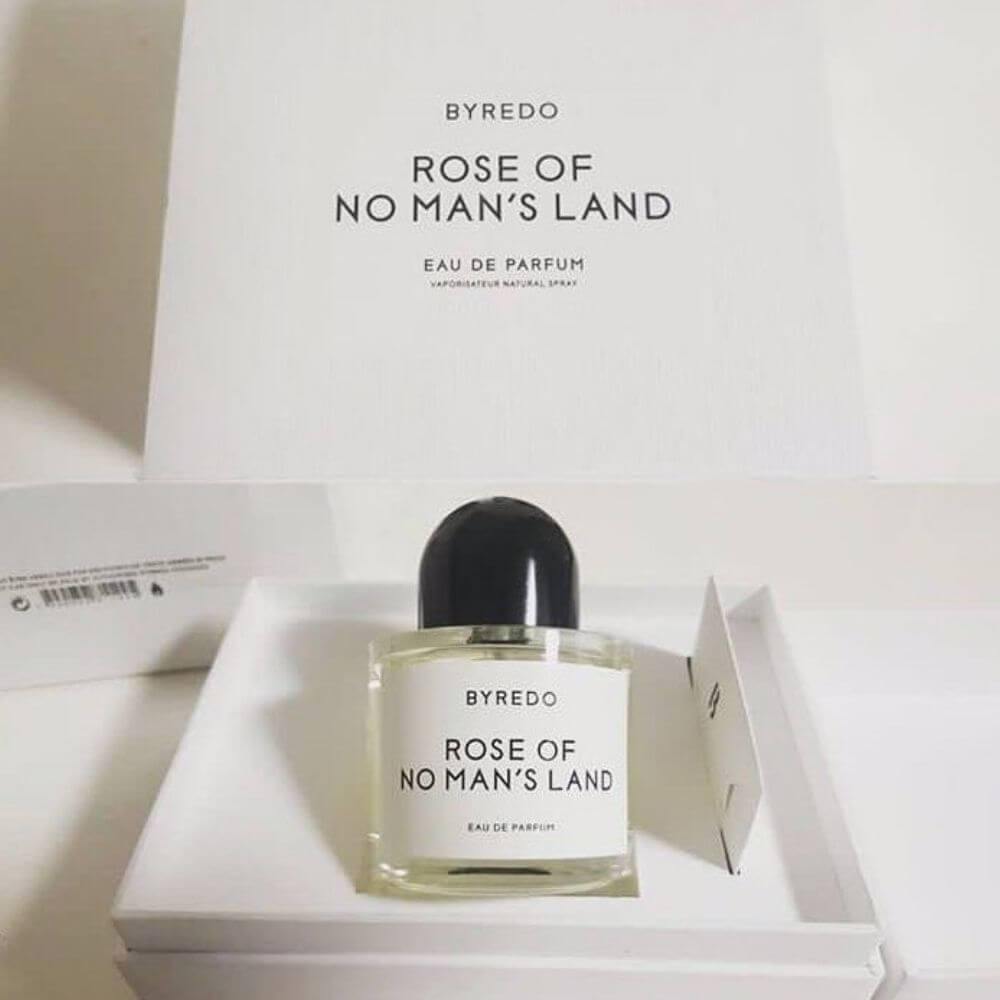 BYREDO
ROSE OF
NO MAN'S LAND
EAU DE PARFUM
VAPORISATEUR NATURAL SPRAY
BYREDO
ROSE OF
NO MAN'S LAND
EAU DE PARFUM